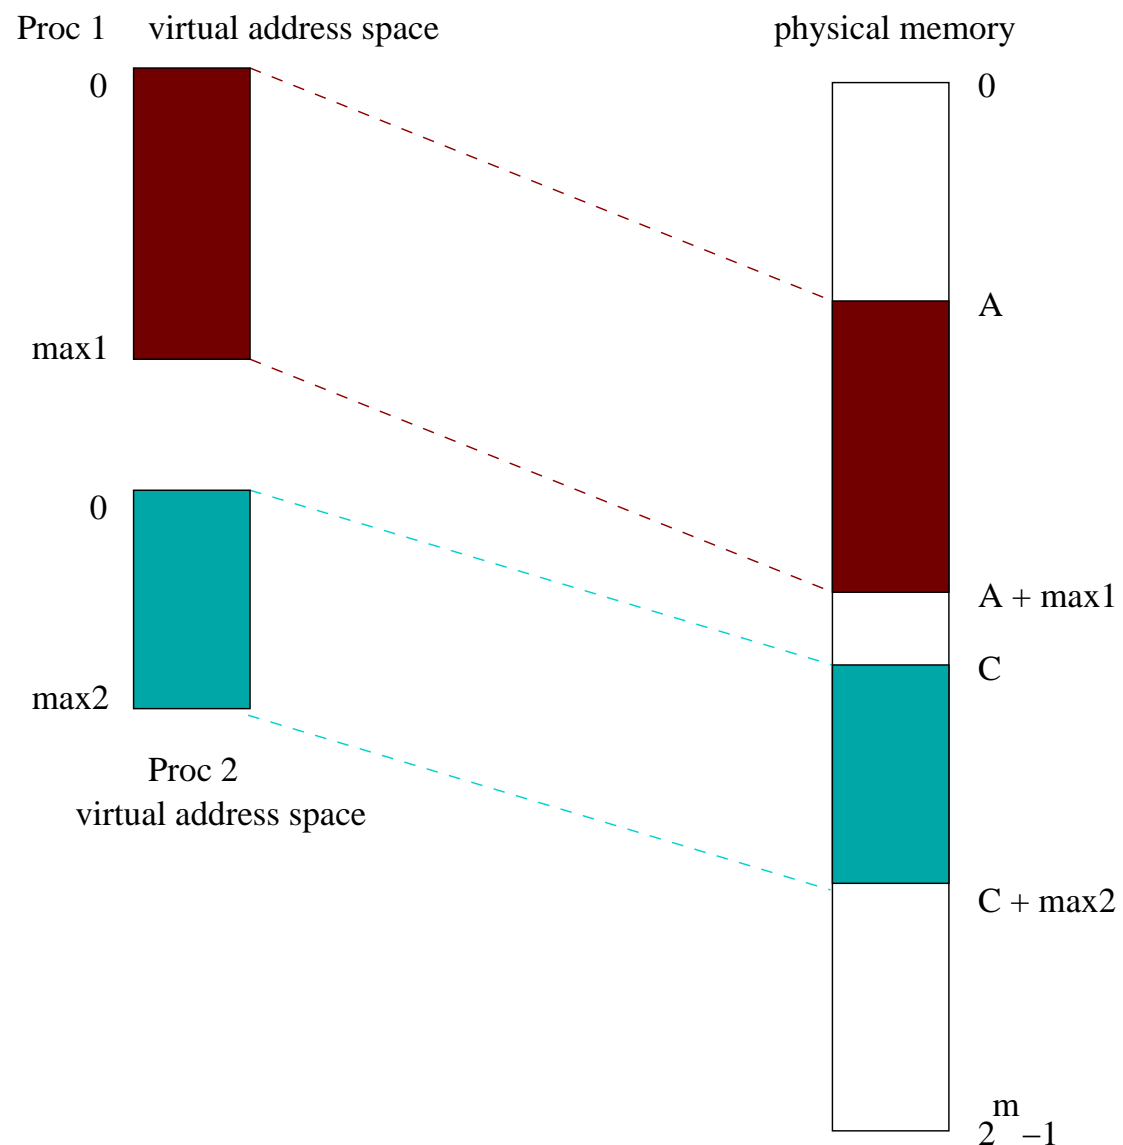 Proc 1 virtual address space
physical memory
0
max1
0
max2
Proc 2
virtual address space
0
A
A + max1
C
C + max2
2^m −1